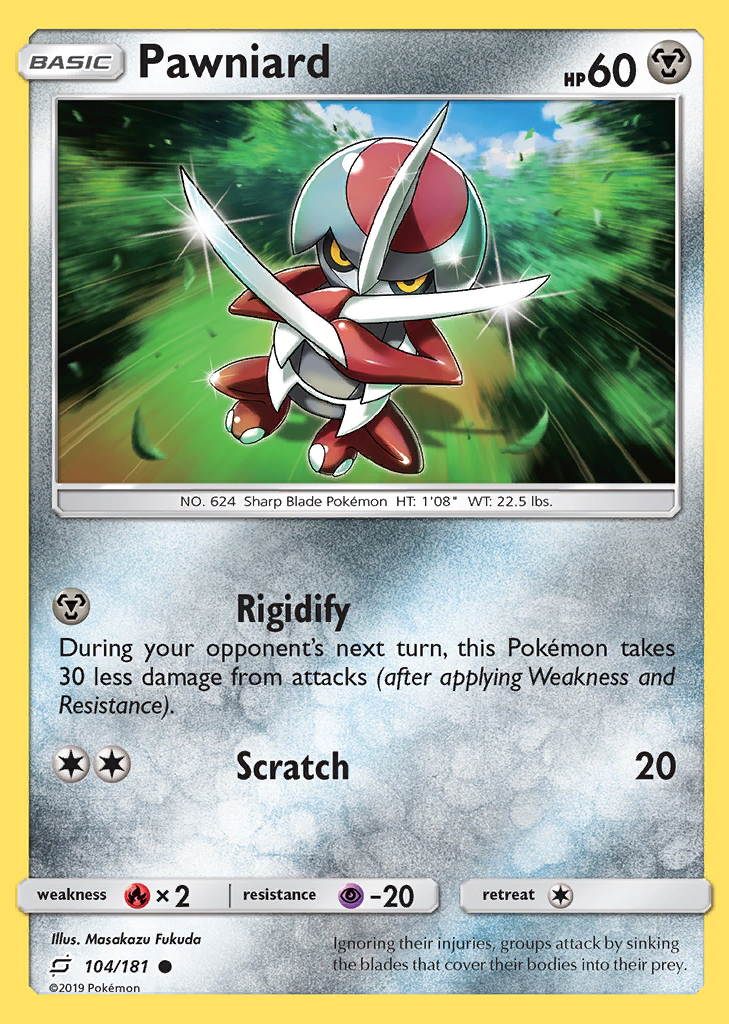 BASIC Pawniard HP60
NO. 624 Sharp Blade Pokémon HT: 1'08" WT: 22.5 lbs.
Rigidify
During your opponent's next turn, this Pokémon takes
30 less damage from attacks (after applying Weakness and
Resistance).
Scratch 20
weakness ×2 resistance -20 retreat
Illus. Masakazu Fukuda
104/181
©2019 Pokémon
Ignoring their injuries, groups attack by sinking
the blades that cover their bodies into their prey.